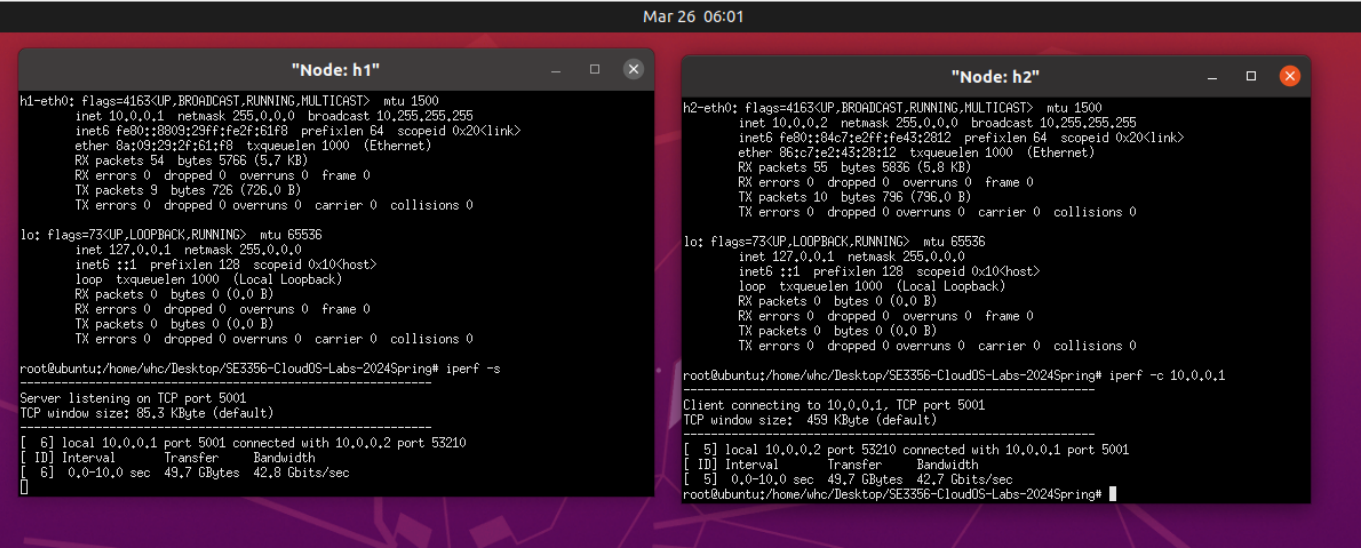 Mar 26 06:01
"Node: h1"
h1-eth0: flags=4163<UP,BROADCAST,RUNNING,MULTICAST> mtu 1500
inet 10.0.0.1 netmask 255.0.0.0 broadcast 10.255.255.255
inet6 fe80::8809:29ff:fe2f:61f8 prefixlen 64 scopeid 0x20<link>
ether 8a:09:29:2f:61:f8 txqueuelen 1000 (Ethernet)
RX packets 54 bytes 5766 (5.7 KB)
RX errors 0 dropped 0 overruns 0 frame 0
TX packets 9 bytes 726 (726.0 B)
TX errors 0 dropped 0 overruns 0 carrier 0 collisions 0
lo: flags=73<UP,LOOPBACK,RUNNING> mtu 65536
inet 127.0.0.1 netmask 255.0.0.0
inet6 ::1 prefixlen 128 scopeid 0x10<host>
loop txqueuelen 1000 (Local Loopback)
RX packets 0 bytes 0 (0.0 B)
RX errors 0 dropped 0 overruns 0 frame 0
TX packets 0 bytes 0 (0.0 B)
TX errors 0 dropped 0 overruns 0 carrier 0 collisions 0
root@ubuntu:/home/whc/Desktop/SE3356-CloudOS-Labs-2024Spring# iperf -s
------------------------------------------------------------
Server listening on TCP port 5001
TCP window size: 85.3 KByte (default)
------------------------------------------------------------
[ 6] local 10.0.0.1 port 5001 connected with 10.0.0.2 port 53210
[ ID] Interval Transfer Bandwidth
[ 6] 0.0-10.0 sec 49.7 GBytes 42.8 Gbits/sec
"Node: h2"
h2-eth0: flags=4163<UP,BROADCAST,RUNNING,MULTICAST> mtu 1500
inet 10.0.0.2 netmask 255.0.0.0 broadcast 10.255.255.255
inet6 fe80::84c7:e2ff:fe43:2812 prefixlen 64 scopeid 0x20<link>
ether 86:c7:e2:43:28:12 txqueuelen 1000 (Ethernet)
RX packets 55 bytes 5836 (5.8 KB)
RX errors 0 dropped 0 overruns 0 frame 0
TX packets 10 bytes 796 (796.0 B)
TX errors 0 dropped 0 overruns 0 carrier 0 collisions 0
lo: flags=73<UP,LOOPBACK,RUNNING> mtu 65536
inet 127.0.0.1 netmask 255.0.0.0
inet6 ::1 prefixlen 128 scopeid 0x10<host>
loop txqueuelen 1000 (Local Loopback)
RX packets 0 bytes 0 (0.0 B)
RX errors 0 dropped 0 overruns 0 frame 0
TX packets 0 bytes 0 (0.0 B)
TX errors 0 dropped 0 overruns 0 carrier 0 collisions 0
root@ubuntu:/home/whc/Desktop/SE3356-CloudOS-Labs-2024Spring# iperf -c 10.0.0.1
------------------------------------------------------------
Client connecting to 10.0.0.1, TCP port 5001
TCP window size: 459 KByte (default)
------------------------------------------------------------
[ 5] local 10.0.0.2 port 53210 connected with 10.0.0.1 port 5001
[ ID] Interval Transfer Bandwidth
[ 5] 0.0-10.0 sec 49.7 GBytes 42.7 Gbits/sec
root@ubuntu:/home/whc/Desktop/SE3356-CloudOS-Labs-2024Spring#